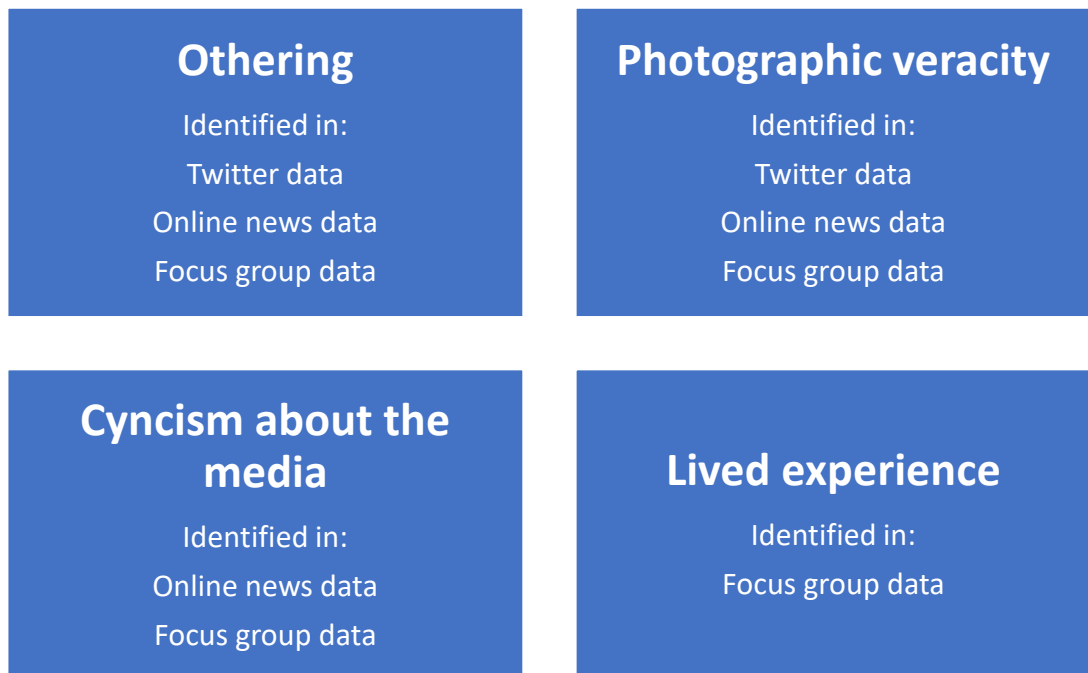 Othering
Identified in:
Twitter data
Online news data
Focus group data
Photographic veracity
Identified in:
Twitter data
Online news data
Focus group data
Cyncism about the
media
Identified in:
Online news data
Focus group data
Lived experience
Identified in:
Focus group data